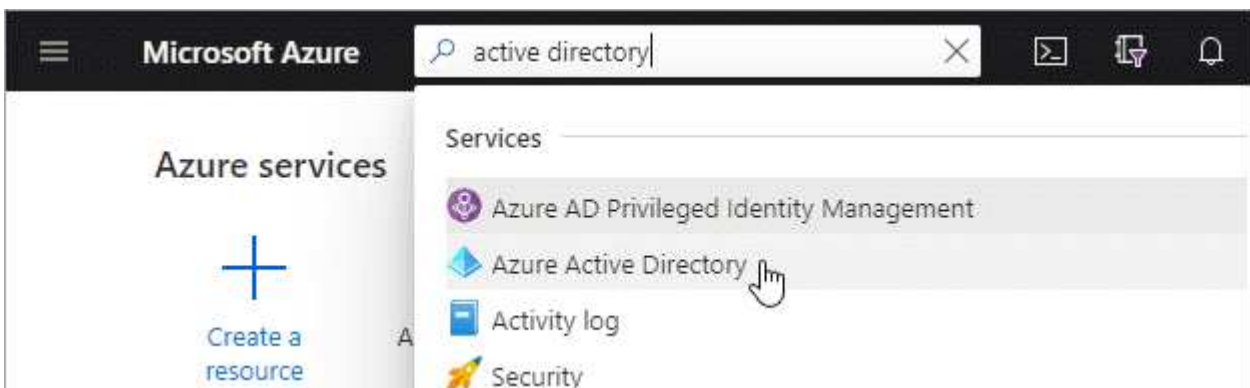 Microsoft Azure
active directory
Azure services
Services
Azure AD Privileged Identity Management
Azure Active Directory
Activity log
Security
Create a
resource
A